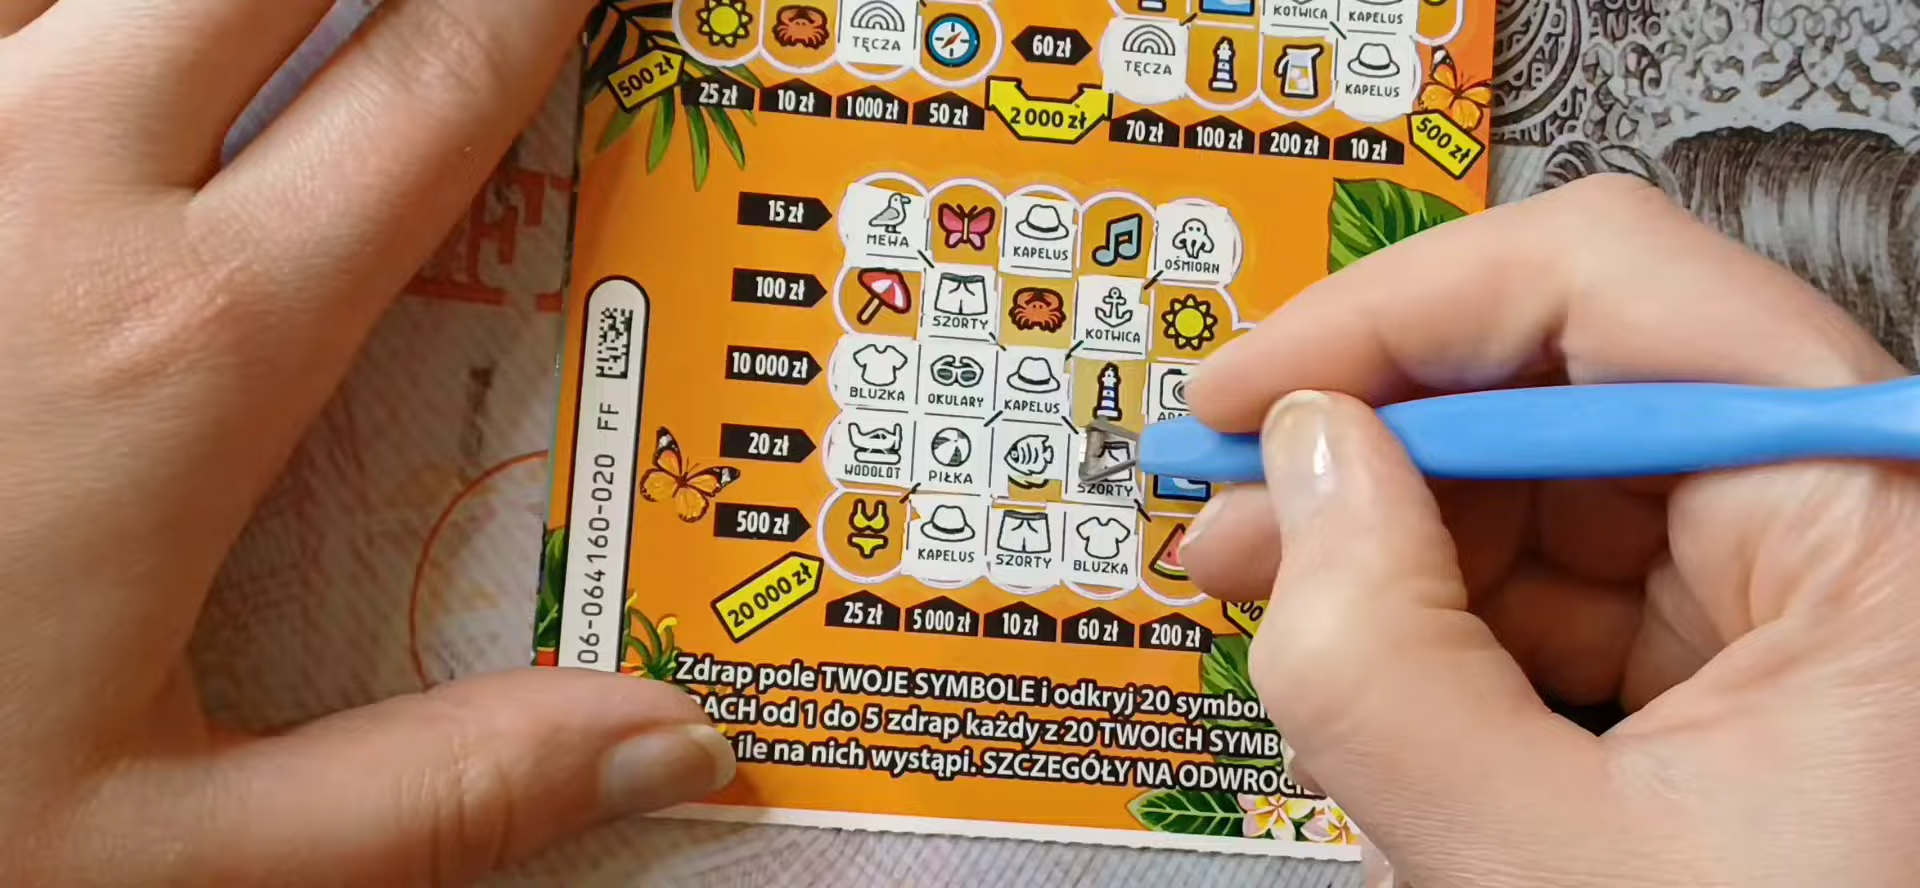 KOTWICA KAPELUS
TĘCZA 60 zł TĘCZA KAPELUS
500 zł 25 zł 10 zł 1 000 zł 50 zł 2 000 zł 70 zł 100 zł 200 zł 10 zł 500 zł
15 zł MEWA KAPELUS OŚMIORN
100 zł SZORTY KOTWICA
10 000 zł BLUZKA OKULARY KAPELUS
20 zł WODOLOT PIŁKA SZORTY
500 zł KAPELUS SZORTY BLUZKA
20 000 zł 25 zł 5 000 zł 10 zł 60 zł 200 zł
06-064160-020 FF
Zdrap pole TWOJE SYMBOLE i odkryj 20 symbol
RACH od 1 do 5 zdrap każdy z 20 TWOICH SYMB
ile na nich wystąpi. SZCZEGÓŁY NA ODWROCI